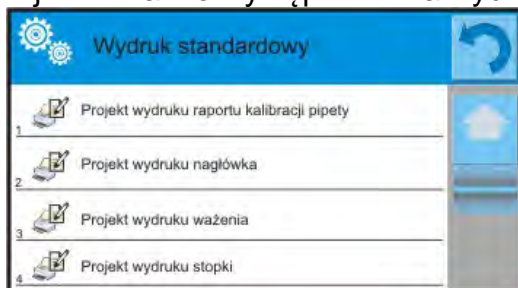 Wydruk standardowy
1 Projekt wydruku raportu kalibracji pipety
2 Projekt wydruku nagłówka
3 Projekt wydruku ważenia
4 Projekt wydruku stopki